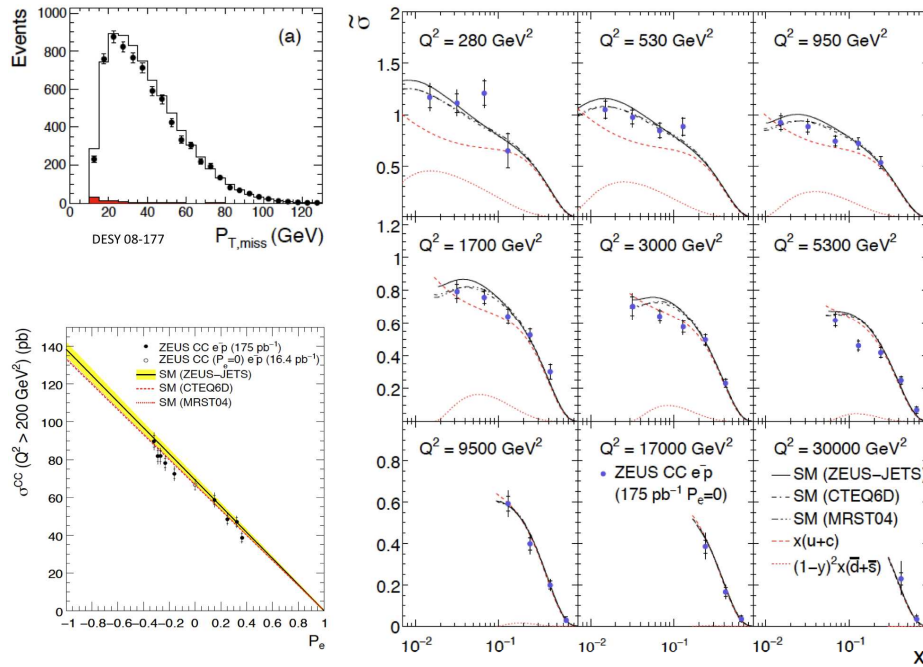 Events
1000
800
600
400
200
0
(a)
0 20 40 60 80 100 120
DESY 08-177
P_T,miss (GeV)
σ^CC (Q² > 200 GeV²) (pb)
140
120
100
80
60
40
20
0
ZEUS CC e⁻p (175 pb⁻¹)
ZEUS CC (P_e=0) e⁻p (16.4 pb⁻¹)
SM (ZEUS−JETS)
SM (CTEQ6D)
SM (MRST04)
−1 −0.8 −0.6 −0.4 −0.2 0 0.2 0.4 0.6 0.8 1
P_e
σ̃
2
1.5
1
0.5
Q² = 280 GeV²
Q² = 530 GeV²
Q² = 950 GeV²
1.2
1
0.8
0.6
0.4
0.2
Q² = 1700 GeV²
Q² = 3000 GeV²
Q² = 5300 GeV²
1
0.8
0.6
0.4
0.2
0
Q² = 9500 GeV²
Q² = 17000 GeV²
ZEUS CC e⁻p
(175 pb⁻¹ P_e=0)
Q² = 30000 GeV²
SM (ZEUS−JETS)
SM (CTEQ6D)
SM (MRST04)
x(u+c)
(1−y)²x(d̄+s̄)
10⁻² 10⁻¹ 10⁻² 10⁻¹ 10⁻² 10⁻¹
x